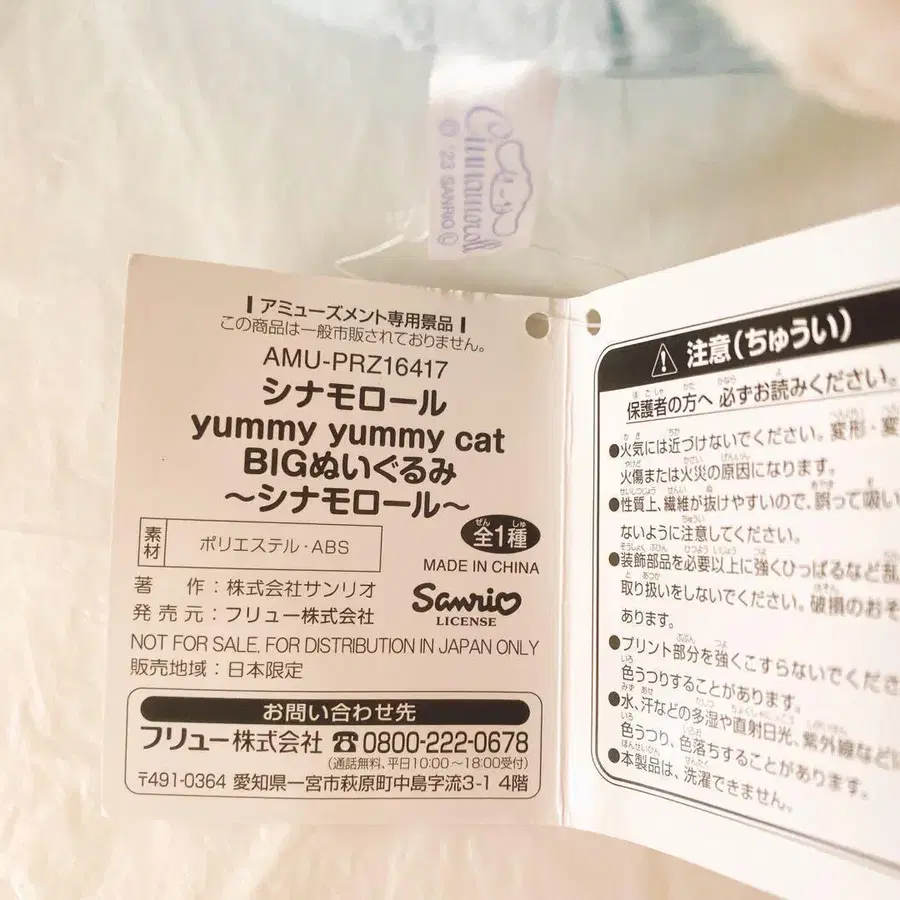 Cinnamoroll
© '23 SANRIO ©
アミューズメント専用景品
この商品は一般市販されておりません。
AMU-PRZ16417
シナモロール
yummy yummy cat
BIGぬいぐるみ
～シナモロール～
全1種
ぜん しゅ
素材
ポリエステル・ABS
MADE IN CHINA
著 作：株式会社サンリオ
発売元：フリュー株式会社
Sanrio
LICENSE
NOT FOR SALE. FOR DISTRIBUTION IN JAPAN ONLY
販売地域：日本限定
お問い合わせ先
フリュー株式会社 ☎0800-222-0678
(通話無料、平日10:00～18:00受付)
〒491-0364 愛知県一宮市萩原町中島字流3-1 4階
⚠ 注意(ちゅうい)
保護者の方へ 必ずお読みください。
●火気には近づけないでください。変形・変
火傷または火災の原因になります。
●性質上、繊維が抜けやすいので、誤って吸い
ないように注意してください。
●装飾部品を必要以上に強くひっぱるなど乱
取り扱いをしないでください。破損のおそ
あります。
●プリント部分を強くこすらないでくださ
色うつりすることがあります。
●水、汗などの多湿や直射日光、紫外線などに
色うつり、色落ちすることがあります。
●本製品は、洗濯できません。